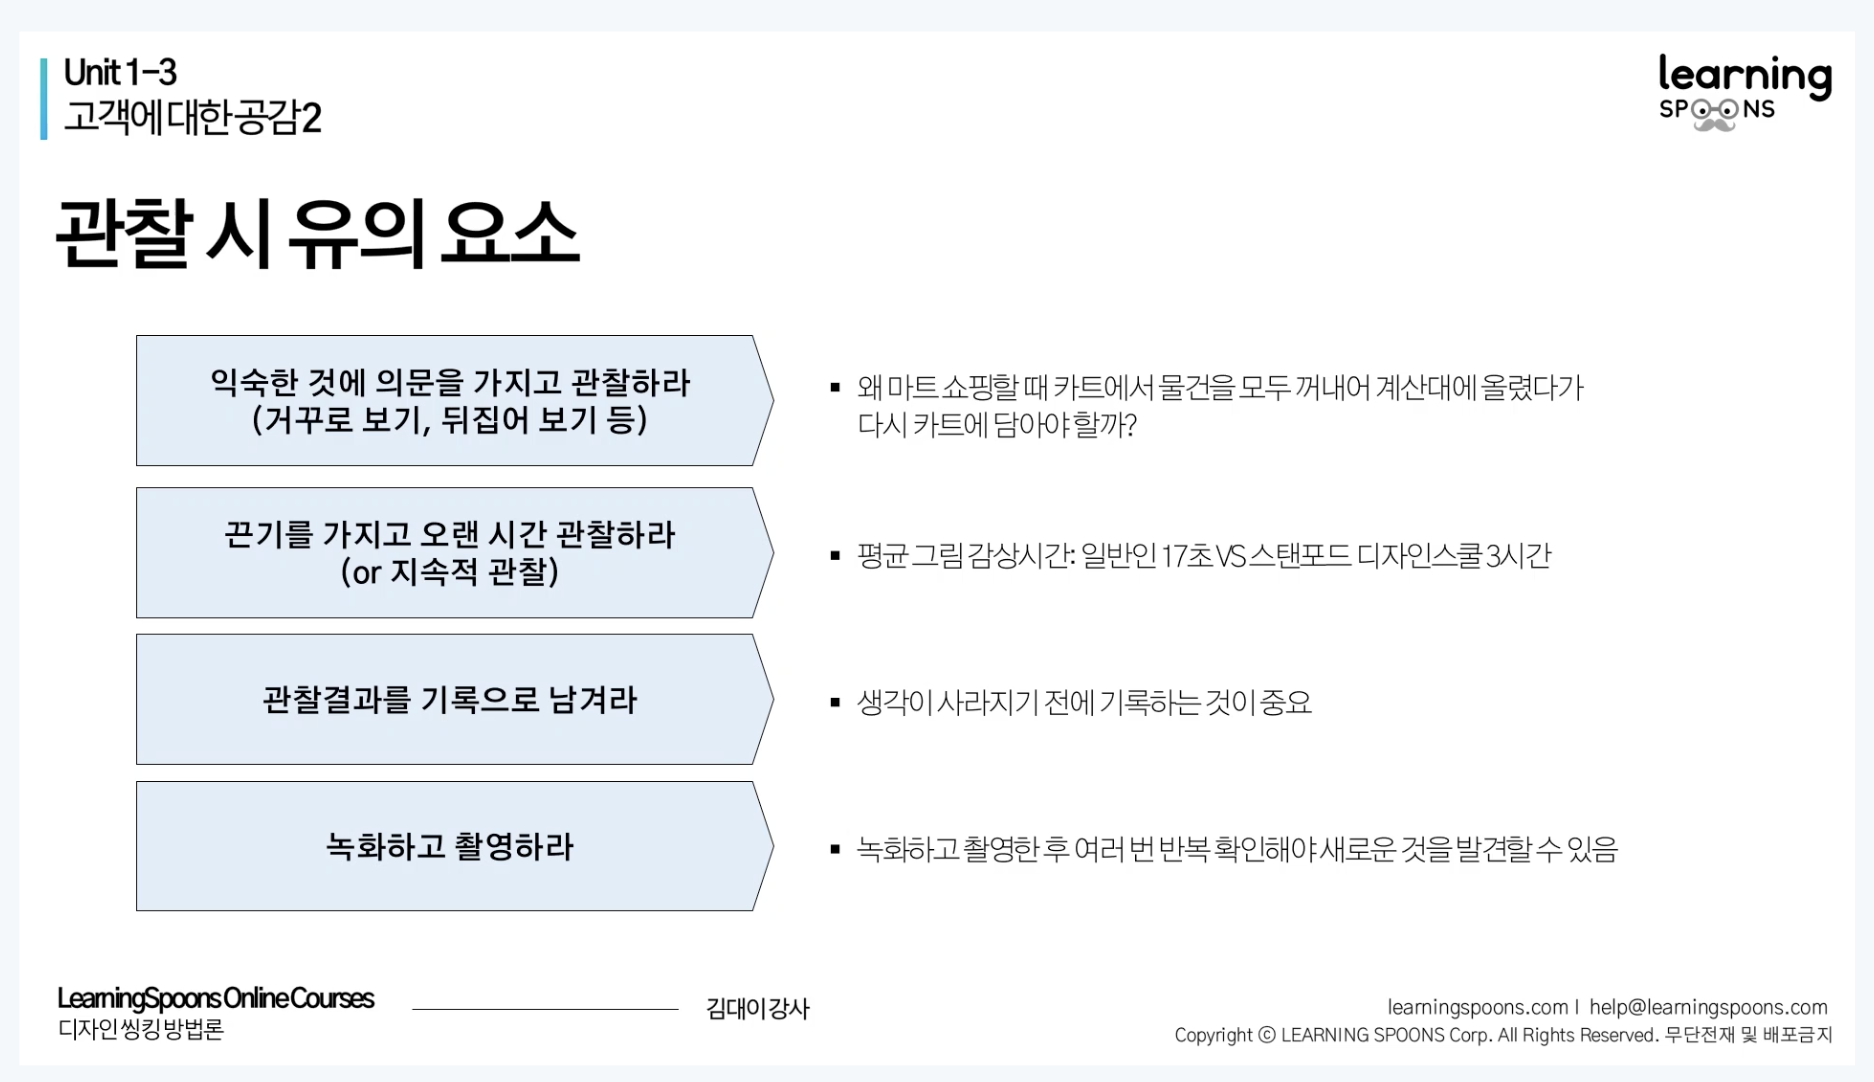 Unit 1-3
고객에 대한 공감2
learning
SPOONS
관찰 시 유의 요소
익숙한 것에 의문을 가지고 관찰하라
(거꾸로 보기, 뒤집어 보기 등)
▪ 왜 마트 쇼핑할 때 카트에서 물건을 모두 꺼내어 계산대에 올렸다가
다시 카트에 담아야 할까?
끈기를 가지고 오랜 시간 관찰하라
(or 지속적 관찰)
▪ 평균 그림 감상시간: 일반인 17초 VS 스탠포드 디자인스쿨 3시간
관찰결과를 기록으로 남겨라
▪ 생각이 사라지기 전에 기록하는 것이 중요
녹화하고 촬영하라
▪ 녹화하고 촬영한 후 여러 번 반복 확인해야 새로운 것을 발견할 수 있음
LearningSpoons Online Courses
디자인 씽킹 방법론
김대이 강사
learningspoons.com I help@learningspoons.com
Copyright ⓒ LEARNING SPOONS Corp. All Rights Reserved. 무단전재 및 배포금지